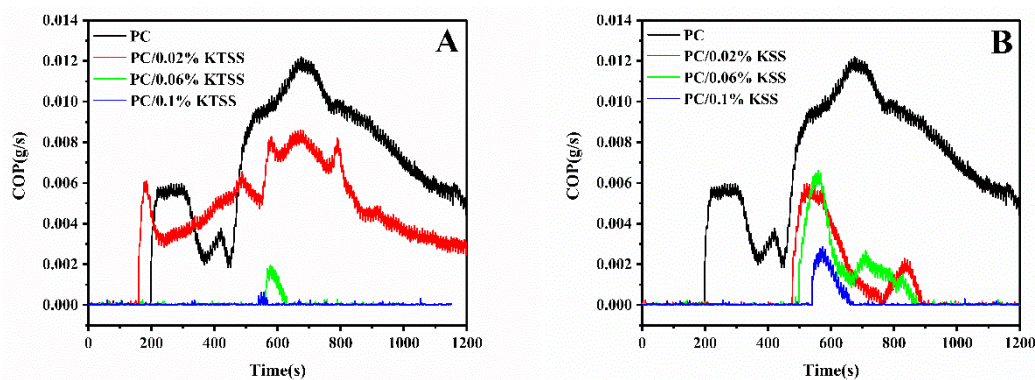 0.014
0.012
0.010
0.008
0.006
0.004
0.002
0.000
COP(g/s)
PC
PC/0.02% KTSS
PC/0.06% KTSS
PC/0.1% KTSS
A
0 200 400 600 800 1000 1200
Time(s)
0.014
0.012
0.010
0.008
0.006
0.004
0.002
0.000
COP(g/s)
PC
PC/0.02% KSS
PC/0.06% KSS
PC/0.1% KSS
B
0 200 400 600 800 1000 1200
Time(s)